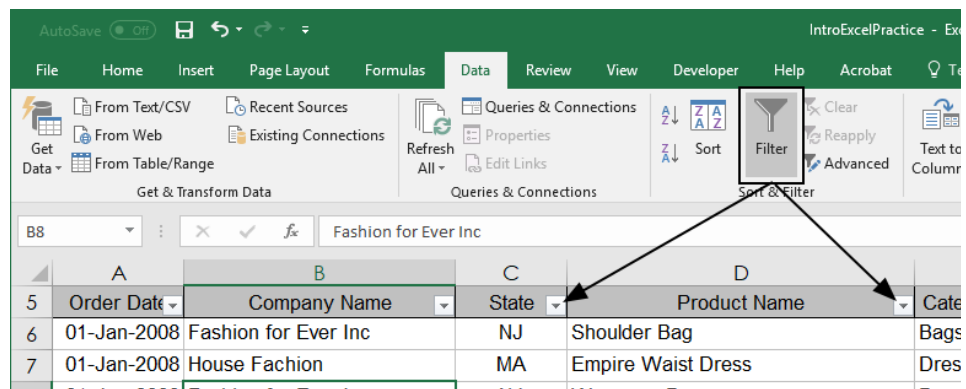 AutoSave Off IntroExcelPractice - Exc
File Home Insert Page Layout Formulas Data Review View Developer Help Acrobat Te
From Text/CSV Recent Sources Queries & Connections Clear
From Web Existing Connections Properties Reapply
Get Data From Table/Range Refresh All Edit Links Sort Filter Advanced Text to Column
Get & Transform Data Queries & Connections Sort & Filter
B8 fx Fashion for Ever Inc
A B C D
5 Order Date Company Name State Product Name Cate
6 01-Jan-2008 Fashion for Ever Inc NJ Shoulder Bag Bags
7 01-Jan-2008 House Fachion MA Empire Waist Dress Dres